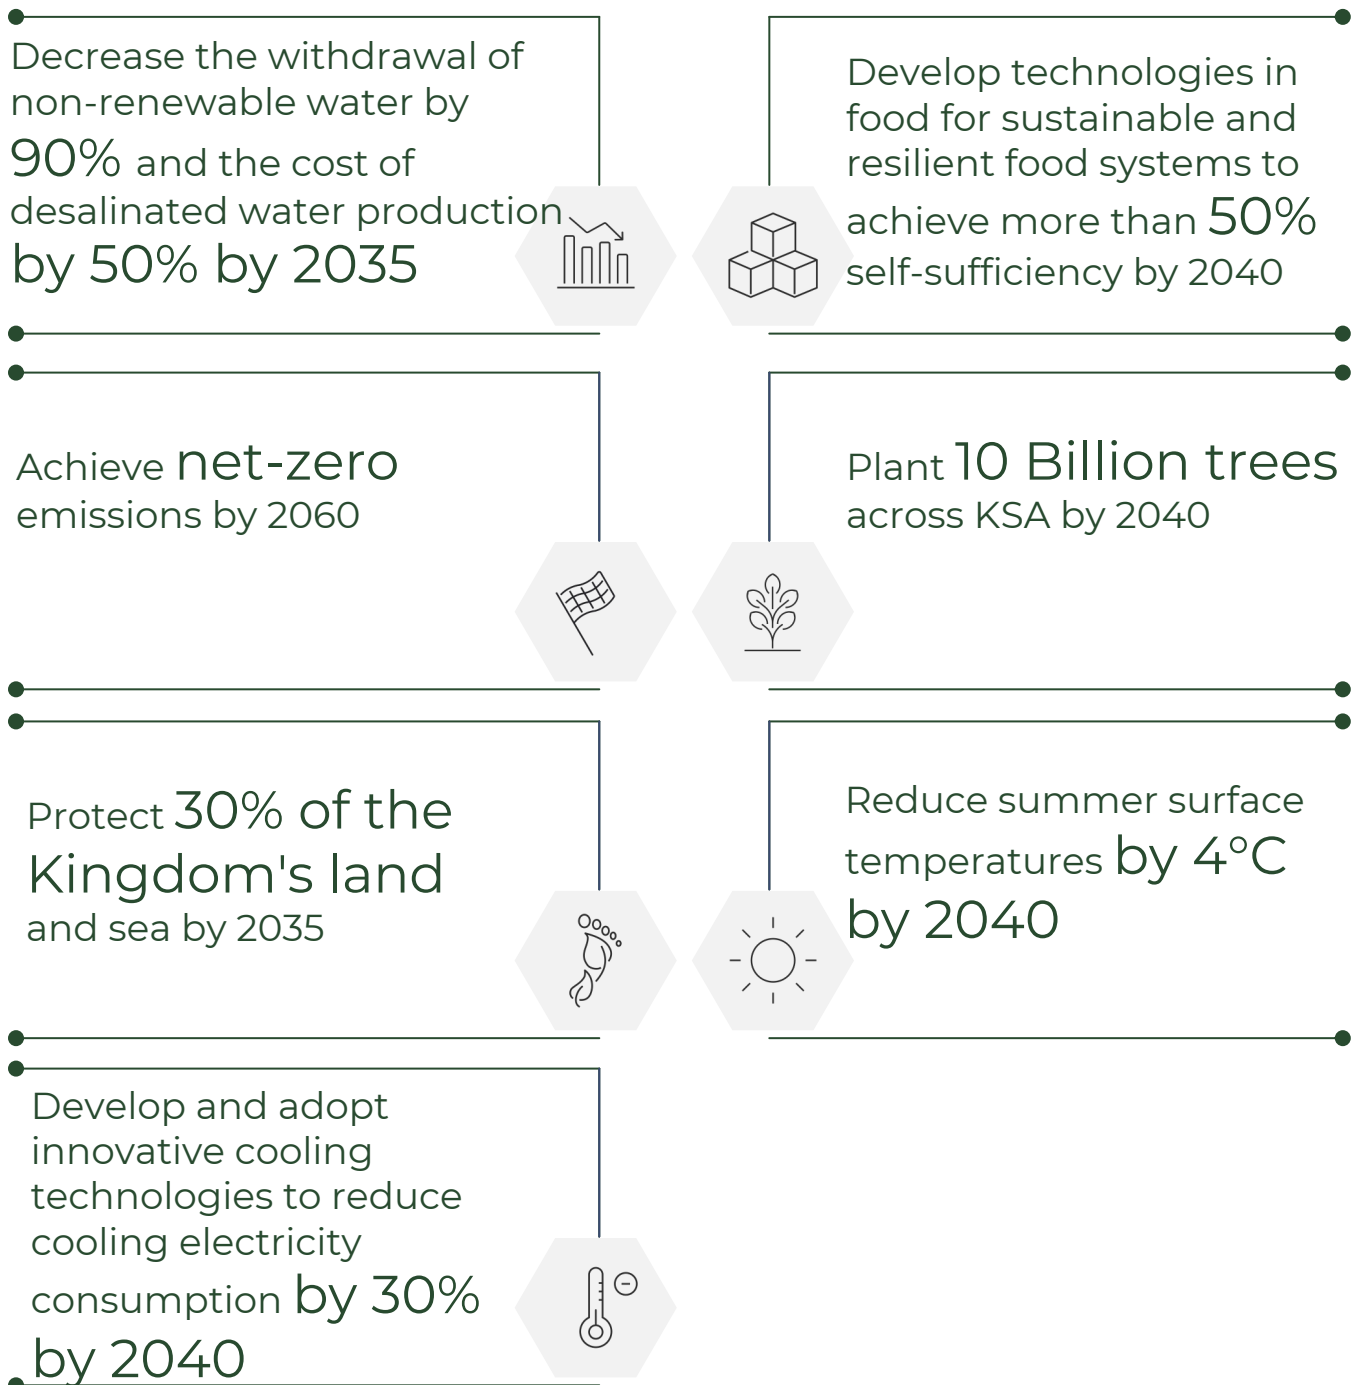 Decrease the withdrawal of
non-renewable water by
90% and the cost of
desalinated water production
by 50% by 2035
Develop technologies in
food for sustainable and
resilient food systems to
achieve more than 50%
self-sufficiency by 2040
Achieve net-zero
emissions by 2060
Plant 10 Billion trees
across KSA by 2040
Protect 30% of the
Kingdom's land
and sea by 2035
Reduce summer surface
temperatures by 4°C
by 2040
Develop and adopt
innovative cooling
technologies to reduce
cooling electricity
consumption by 30%
by 2040